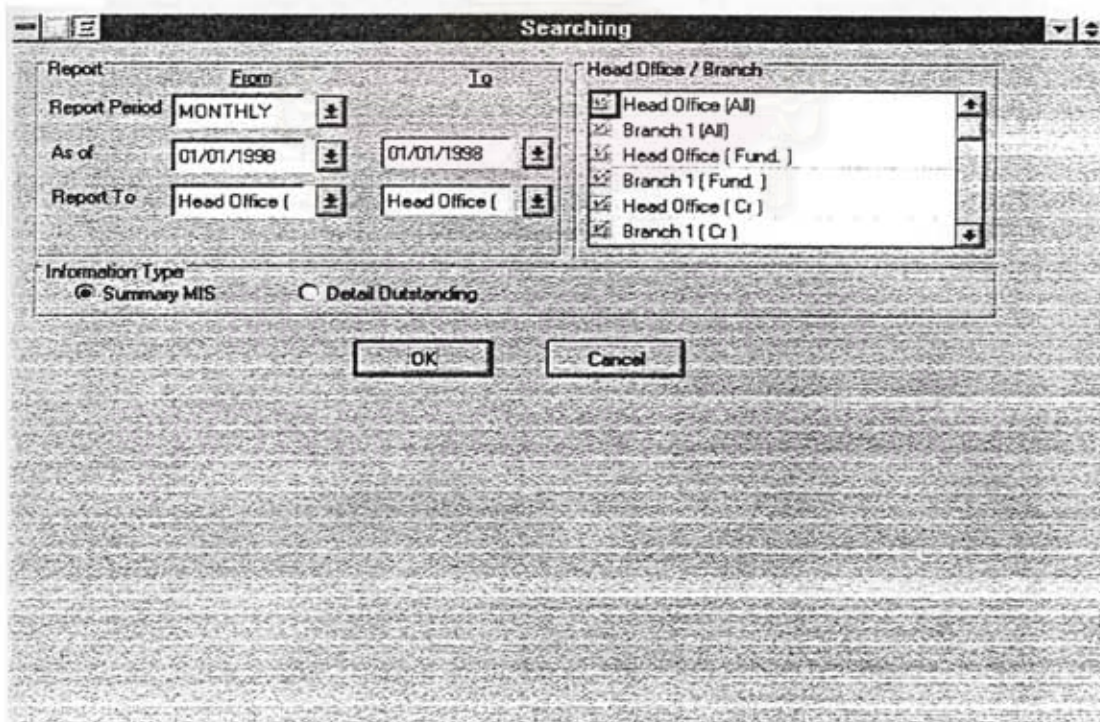 Searching
Report
From To
Report Period MONTHLY
As of 01/01/1998 01/01/1998
Report To Head Office ( Head Office (
Head Office / Branch
Head Office (All)
Branch 1 (All)
Head Office ( Fund. )
Branch 1 ( Fund. )
Head Office ( Cr )
Branch 1 ( Cr )
Information Type
Summary MIS Detail Outstanding
OK Cancel